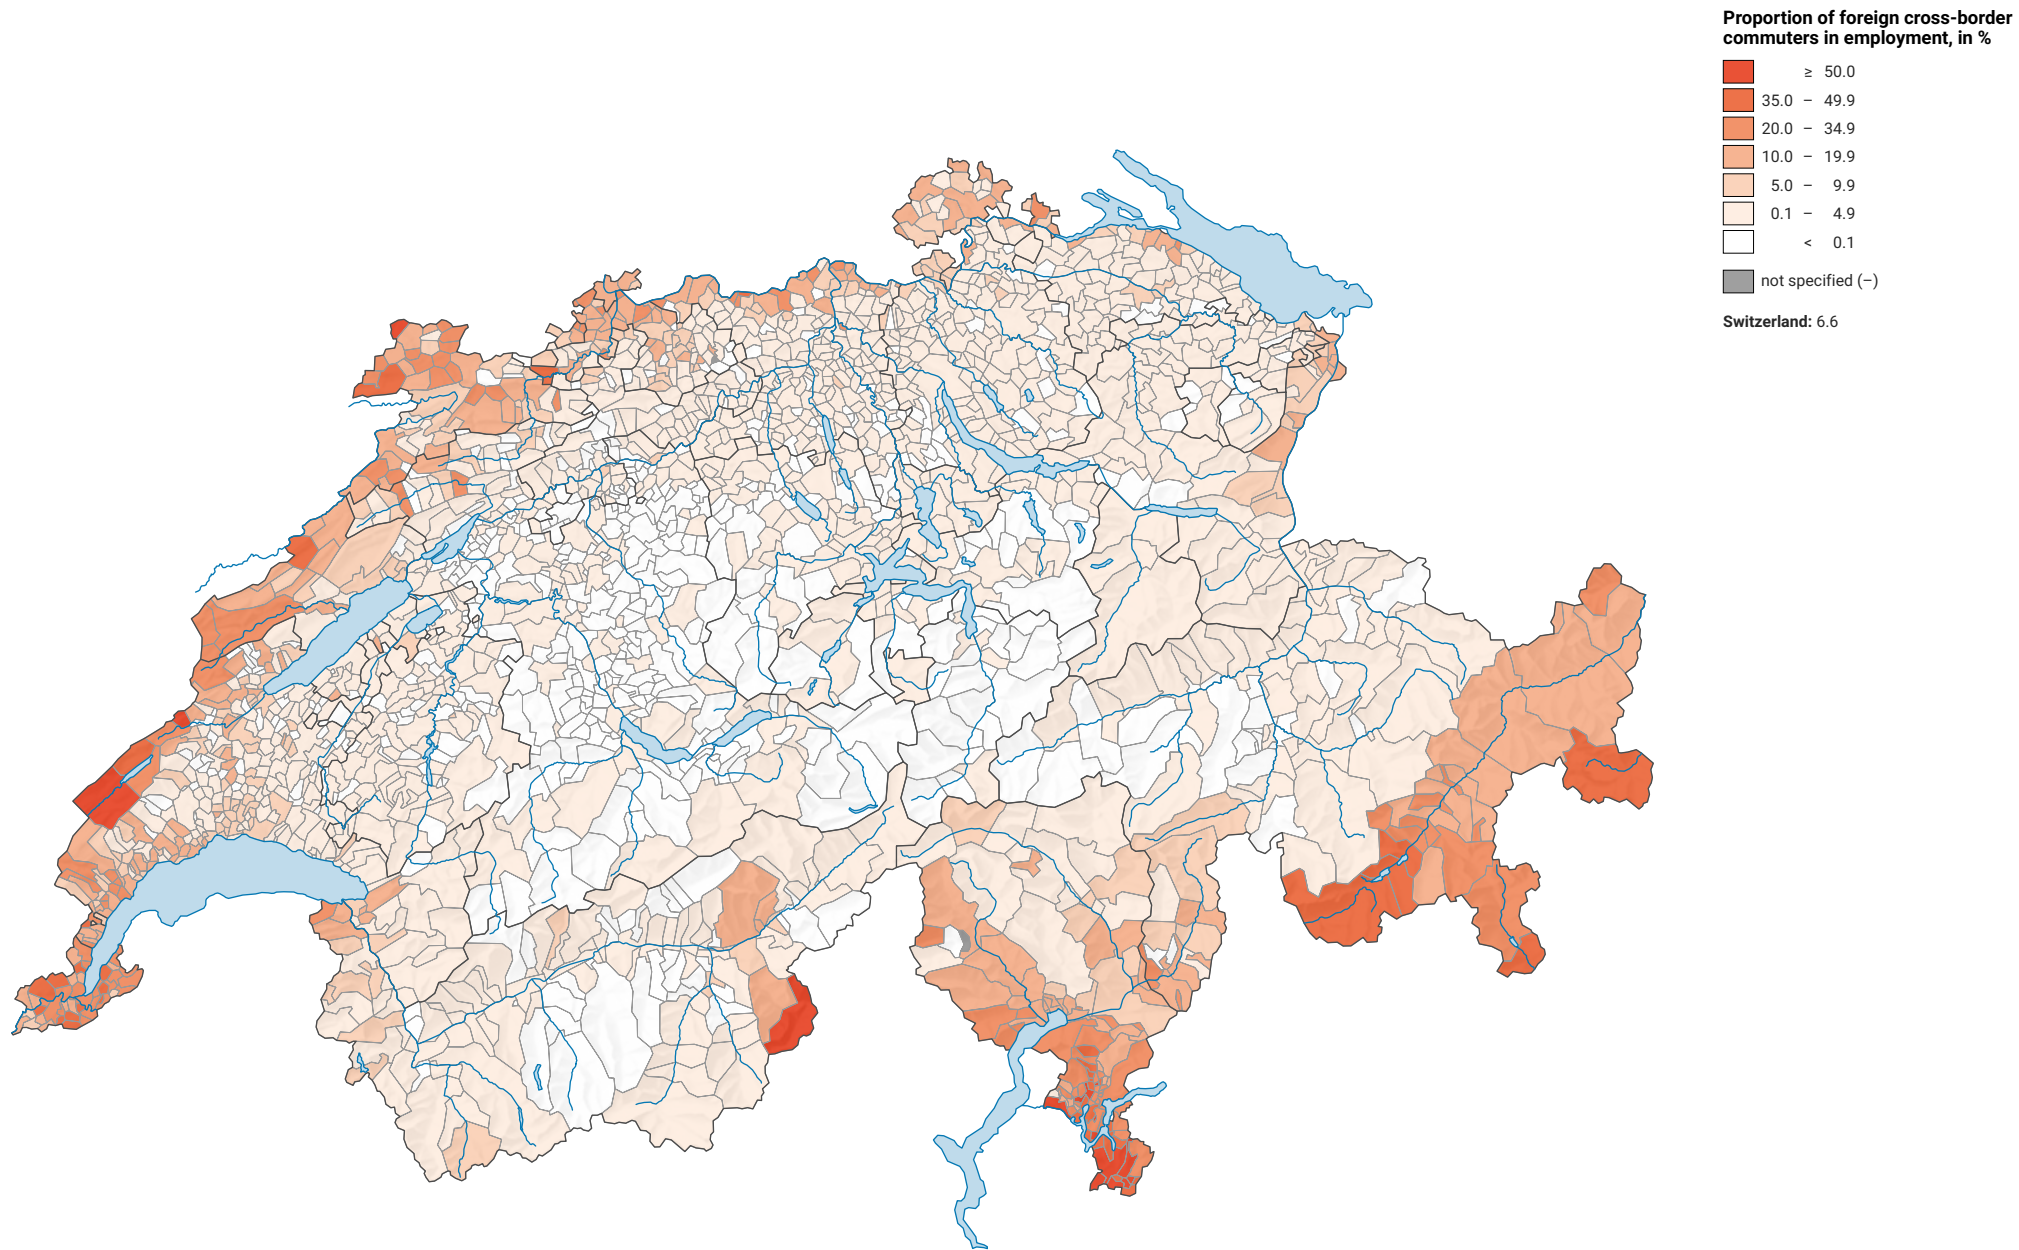 Proportion of foreign cross-border
commuters in employment, in %
≥ 50.0
35.0 – 49.9
20.0 – 34.9
10.0 – 19.9
5.0 – 9.9
0.1 – 4.9
< 0.1
not specified (–)
Switzerland: 6.6